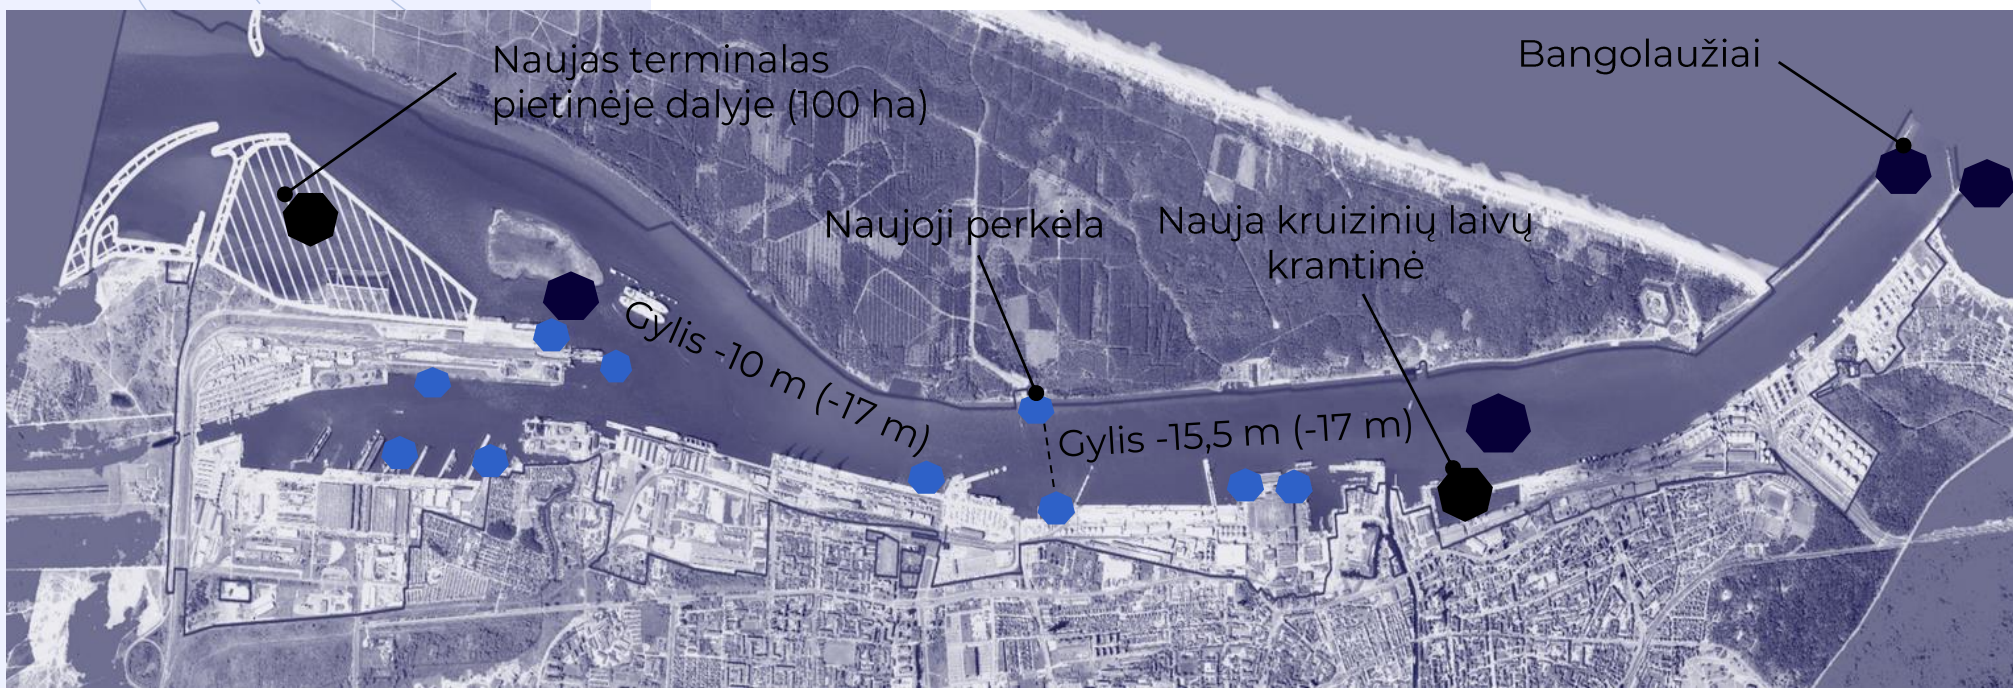 Naujas terminalas
pietinėje dalyje (100 ha)
Bangolaužiai
Naujoji perkėla
Nauja kruizinių laivų
krantinė
Gylis -10 m (-17 m)
Gylis -15,5 m (-17 m)